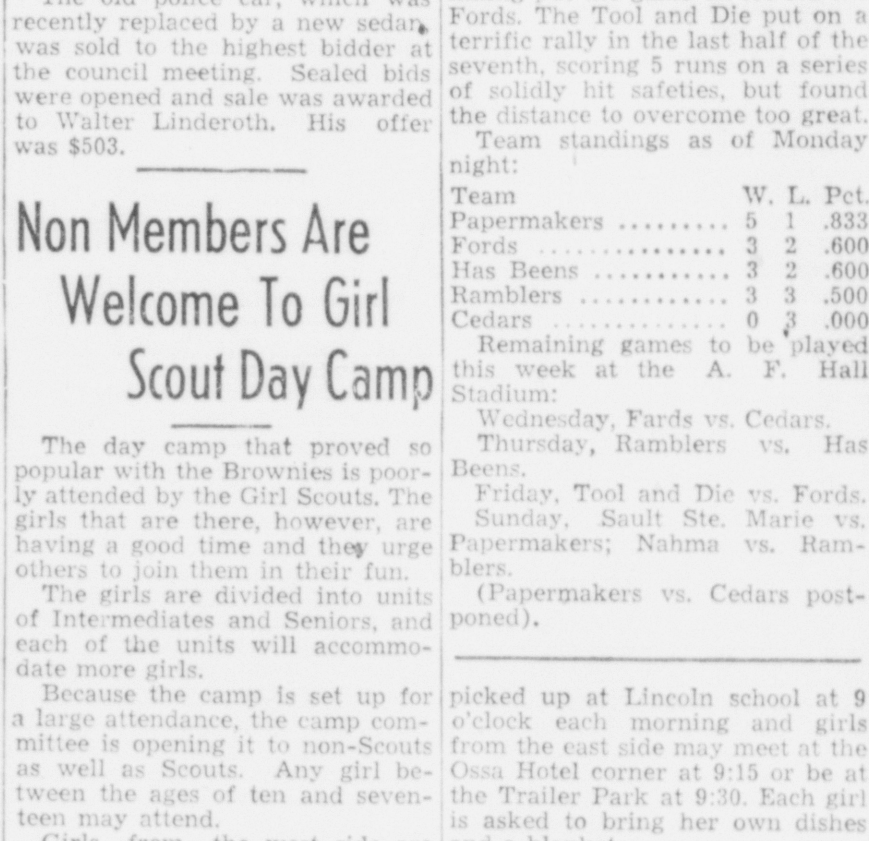 The old police car, which was
recently replaced by a new sedan,
was sold to the highest bidder at
the council meeting. Sealed bids
were opened and sale was awarded
to Walter Linderoth. His offer
was $503.
Non Members Are
Welcome To Girl
Scout Day Camp
The day camp that proved so
popular with the Brownies is poor-
ly attended by the Girl Scouts. The
girls that are there, however, are
having a good time and they urge
others to join them in their fun.
The girls are divided into units
of Intermediates and Seniors, and
each of the units will accommo-
date more girls.
Because the camp is set up for
a large attendance, the camp com-
mittee is opening it to non-Scouts
as well as Scouts. Any girl be-
tween the ages of ten and seven-
teen may attend.
Girls from the west side are
Fords. The Tool and Die put on a
terrific rally in the last half of the
seventh, scoring 5 runs on a series
of solidly hit safeties, but found
the distance to overcome too great.
Team standings as of Monday
night:
Team W. L. Pct.
Papermakers ......... 5 1 .833
Fords ............... 3 2 .600
Has Beens ........... 3 2 .600
Ramblers ............ 3 3 .500
Cedars .............. 0 3 .000
Remaining games to be played
this week at the A. F. Hall
Stadium:
Wednesday, Fards vs. Cedars.
Thursday, Ramblers vs. Has
Beens.
Friday, Tool and Die vs. Fords.
Sunday, Sault Ste. Marie vs.
Papermakers; Nahma vs. Ram-
blers.
(Papermakers vs. Cedars post-
poned).
picked up at Lincoln school at 9
o'clock each morning and girls
from the east side may meet at the
Ossa Hotel corner at 9:15 or be at
the Trailer Park at 9:30. Each girl
is asked to bring her own dishes